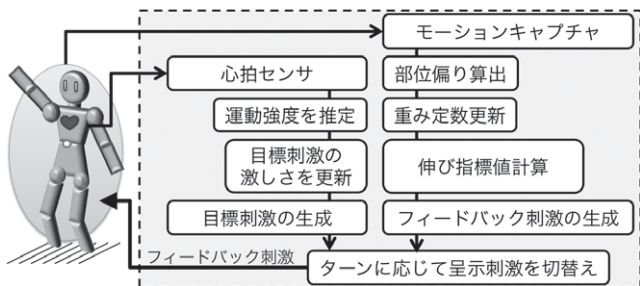 モーションキャプチャ
心拍センサ
部位偏り算出
運動強度を推定
重み定数更新
目標刺激の
激しさを更新
伸び指標値計算
目標刺激の生成
フィードバック刺激の生成
フィードバック刺激
ターンに応じて呈示刺激を切替え